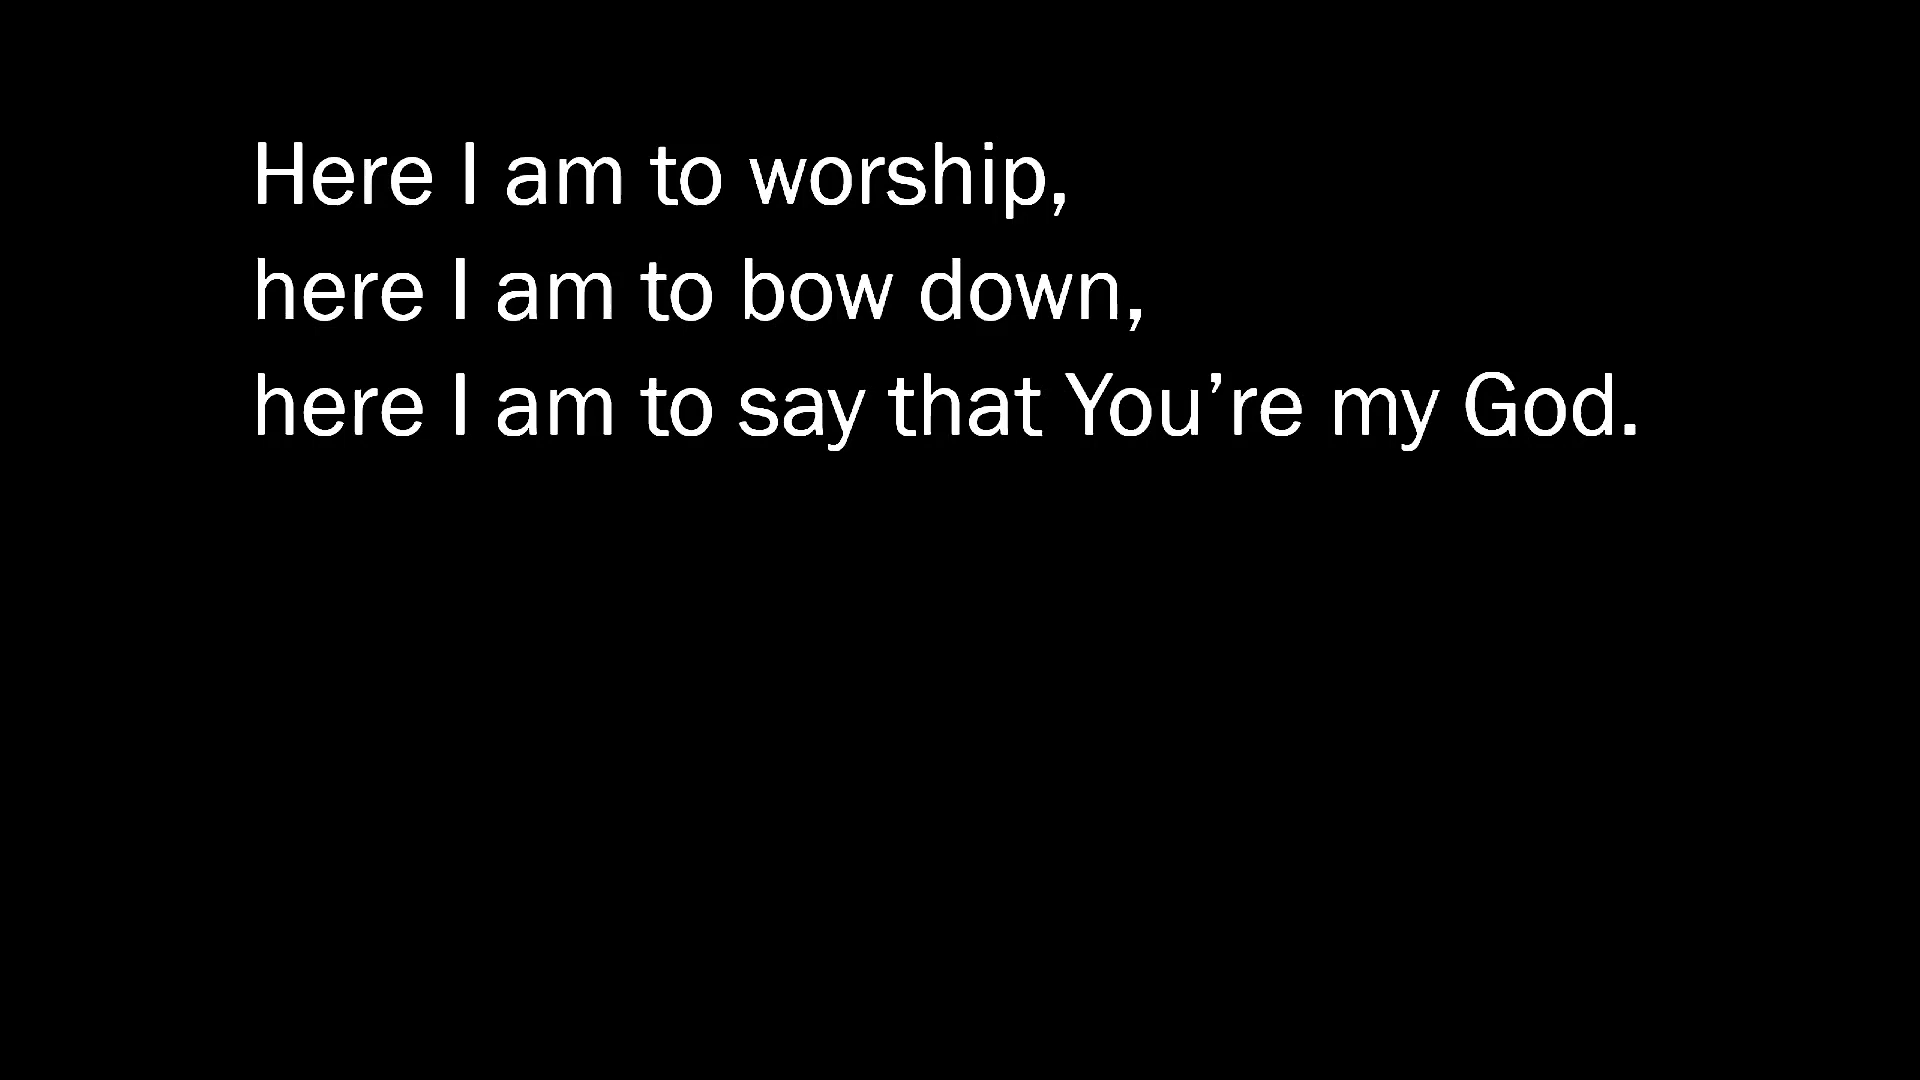 Here I am to worship,
here I am to bow down,
here I am to say that You’re my God.